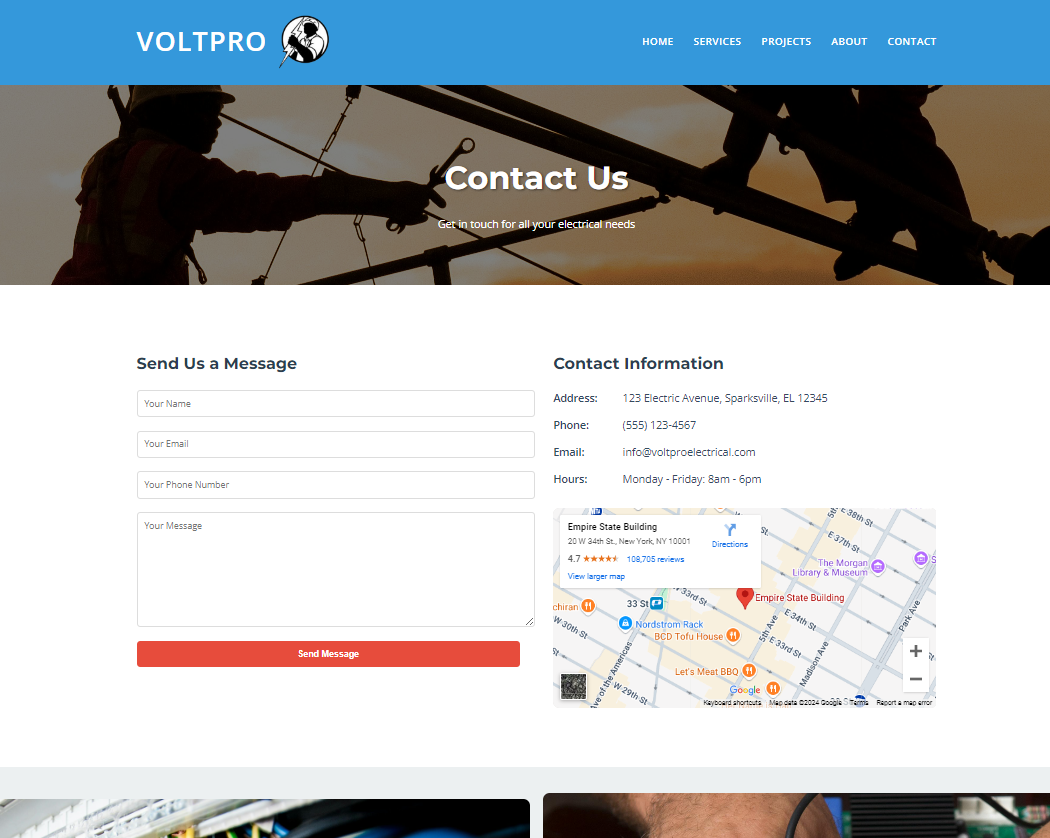 VOLTPRO
HOME SERVICES PROJECTS ABOUT CONTACT
Contact Us
Get in touch for all your electrical needs
Send Us a Message
Your Name
Your Email
Your Phone Number
Your Message
Send Message
Contact Information
Address: 123 Electric Avenue, Sparksville, EL 12345
Phone: (555) 123-4567
Email: info@voltproelectrical.com
Hours: Monday - Friday: 8am - 6pm
Empire State Building
20 W 34th St., New York, NY 10001
Directions
4.7 108,705 reviews
View larger map
E 38th St
E 37th St
The Morgan
Library & Museum
W 33rd St
33 St
Empire State Building
chiran
Nordstrom Rack
W 30th St
BCD Tofu House
5th Ave
E 34th St
E 33rd St
Park Ave
Madison Ave
Let's Meat BBQ
Ave of the Americas
W 29th St
Google
Keyboard shortcuts Map data ©2024 Google Terms Report a map error